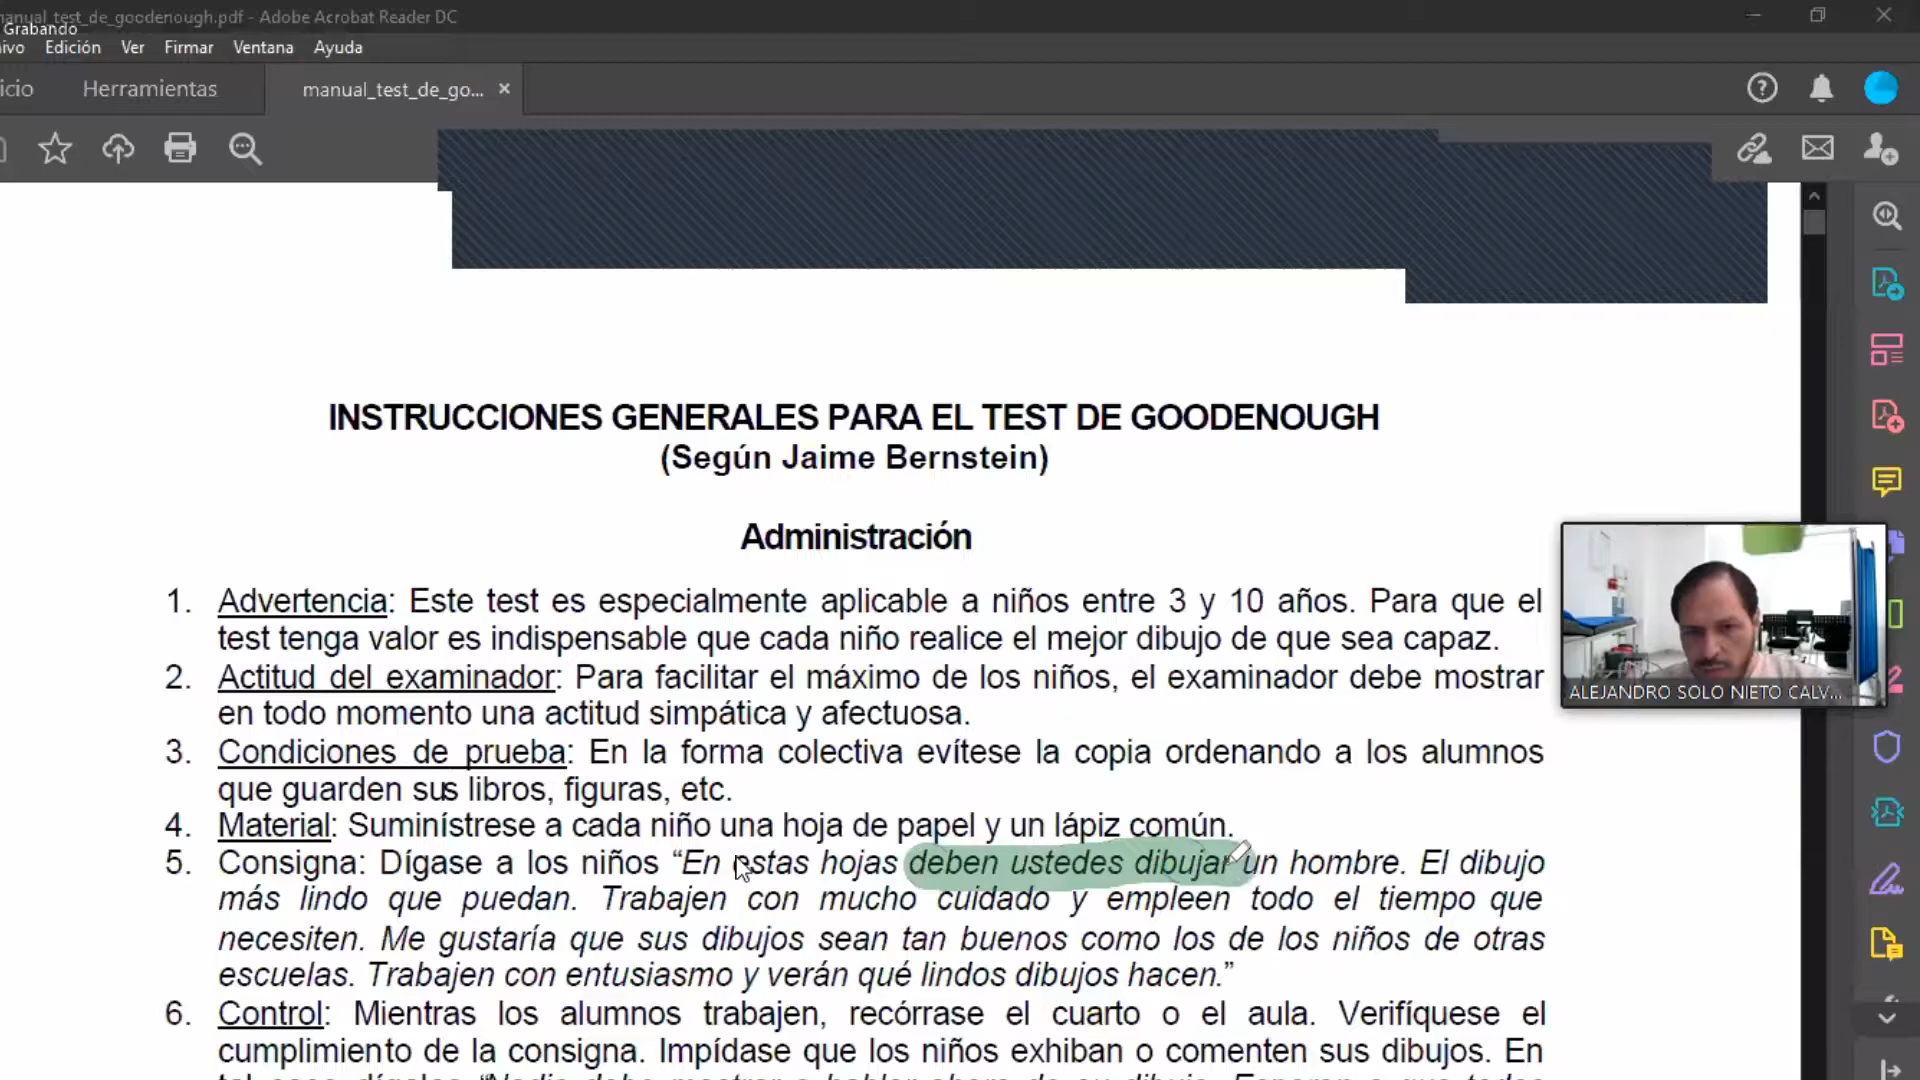 anual_test_de_goodenough.pdf - Adobe Acrobat Reader DC
Grabando
ivo Edición Ver Firmar Ventana Ayuda
icio Herramientas manual_test_de_go... ×
INSTRUCCIONES GENERALES PARA EL TEST DE GOODENOUGH
(Según Jaime Bernstein)
Administración
1. Advertencia: Este test es especialmente aplicable a niños entre 3 y 10 años. Para que el
test tenga valor es indispensable que cada niño realice el mejor dibujo de que sea capaz.
2. Actitud del examinador: Para facilitar el máximo de los niños, el examinador debe mostrar
en todo momento una actitud simpática y afectuosa.
3. Condiciones de prueba: En la forma colectiva evítese la copia ordenando a los alumnos
que guarden sus libros, figuras, etc.
4. Material: Suminístrese a cada niño una hoja de papel y un lápiz común.
5. Consigna: Dígase a los niños “En estas hojas deben ustedes dibujar un hombre. El dibujo
más lindo que puedan. Trabajen con mucho cuidado y empleen todo el tiempo que
necesiten. Me gustaría que sus dibujos sean tan buenos como los de los niños de otras
escuelas. Trabajen con entusiasmo y verán qué lindos dibujos hacen.”
6. Control: Mientras los alumnos trabajen, recórrase el cuarto o el aula. Verifíquese el
cumplimiento de la consigna. Impídase que los niños exhiban o comenten sus dibujos. En
ALEJANDRO SOLO NIETO CALV...